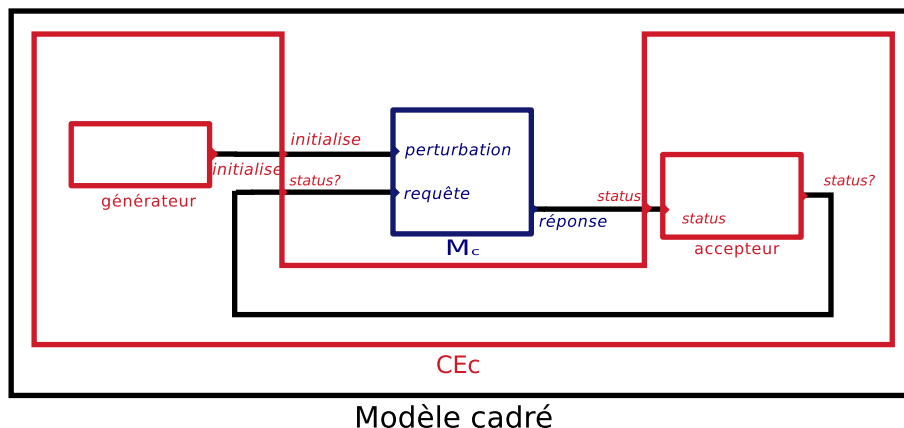 initialise
perturbation
initialise
status?
status?
requête
status
générateur
status
réponse
accepteur
Mc
CEc
Modèle cadré